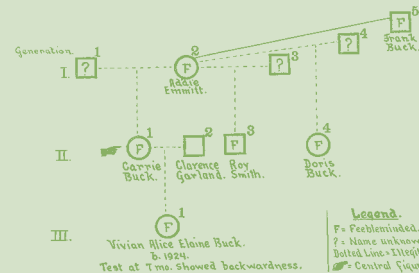 5
F
Frank
Buck.
4
?
Generation.
1
2
3
I.
?
F
?
Addie
Emmitt.
1
2
3
4
II.
F
F
F
Carrie
Buck.
Clarence
Garland.
Roy
Smith.
Doris
Buck.
1
III.
F
Vivian Alice Elaine Buck.
b. 1924.
Test at 7 mo. Showed backwardness.
Legend.
F = Feebleminded.
? = Name unknown
Dotted Line = Illegit
= Central Figu